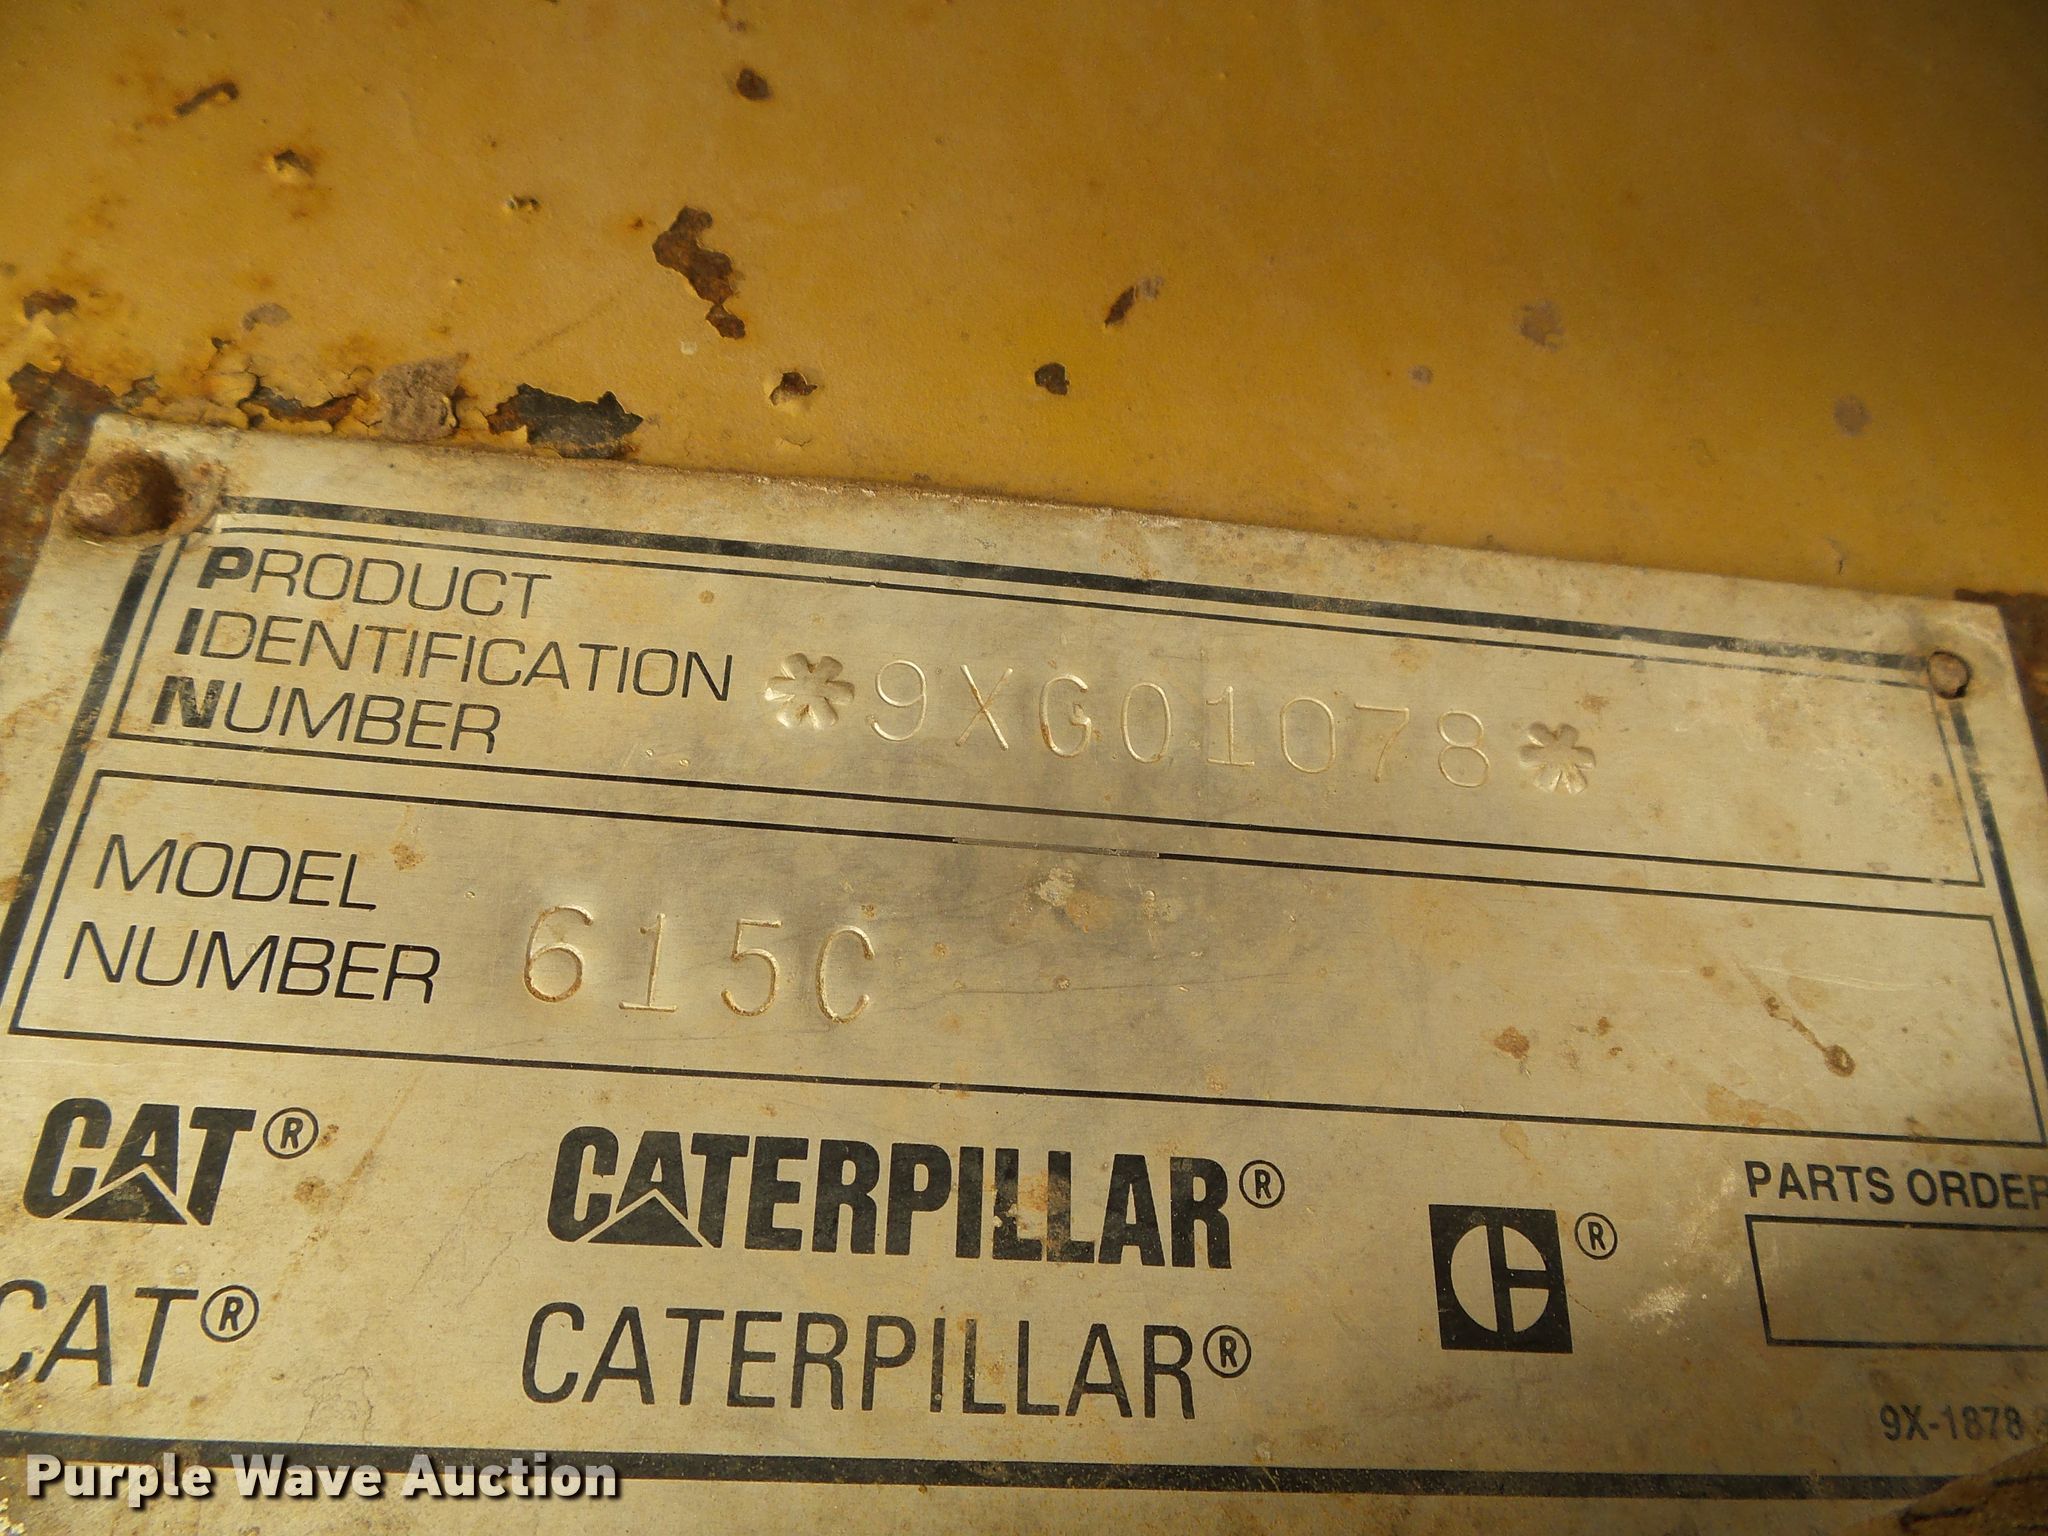 PRODUCT
IDENTIFICATION
NUMBER
*9XG01078*
MODEL
NUMBER
615C
CAT® CATERPILLAR® ®
CAT® CATERPILLAR®
PARTS ORDER
9X-1878
Purple Wave Auction